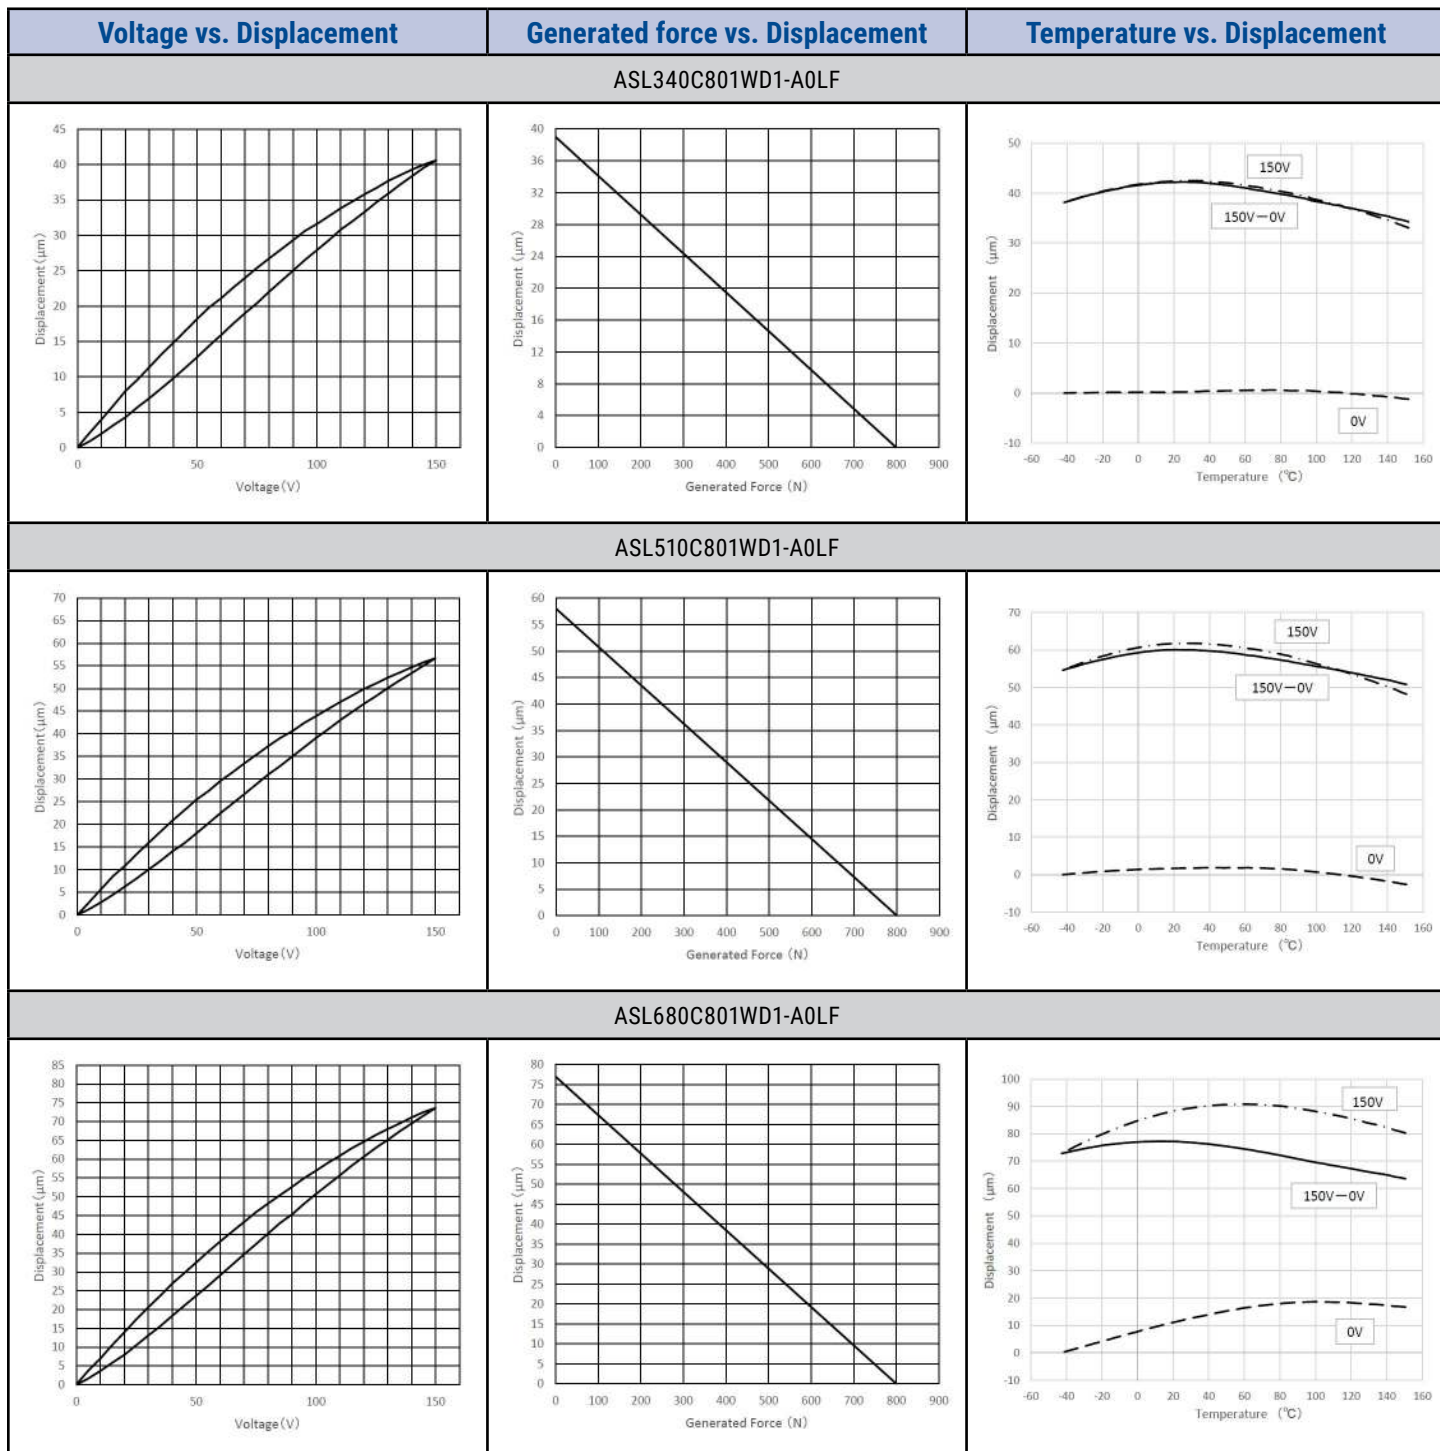 Voltage vs. Displacement
Generated force vs. Displacement
Temperature vs. Displacement
ASL340C801WD1-A0LF
45
40
35
30
25
20
15
10
5
0
Displacement(μm)
0 50 100 150
Voltage(V)
40
36
32
28
24
20
16
12
8
4
0
Displacement (μm)
0 100 200 300 400 500 600 700 800 900
Generated Force (N)
50
40
30
20
10
0
-10
Displacement (μm)
150V
150V－0V
0V
-60 -40 -20 0 20 40 60 80 100 120 140 160
Temperature (℃)
ASL510C801WD1-A0LF
70
65
60
55
50
45
40
35
30
25
20
15
10
5
0
Displacement(μm)
0 50 100 150
Voltage(V)
60
55
50
45
40
35
30
25
20
15
10
5
0
Displacement (μm)
0 100 200 300 400 500 600 700 800 900
Generated Force (N)
70
60
50
40
30
20
10
0
-10
Displacement (μm)
150V
150V－0V
0V
-60 -40 -20 0 20 40 60 80 100 120 140 160
Temperature (℃)
ASL680C801WD1-A0LF
85
80
75
70
65
60
55
50
45
40
35
30
25
20
15
10
5
0
Displacement(μm)
0 50 100 150
Voltage(V)
80
75
70
65
60
55
50
45
40
35
30
25
20
15
10
5
0
Displacement (μm)
0 100 200 300 400 500 600 700 800 900
Generated Force (N)
100
90
80
70
60
50
40
30
20
10
0
-10
Displacement (μm)
150V
150V－0V
0V
-60 -40 -20 0 20 40 60 80 100 120 140 160
Temperature (℃)